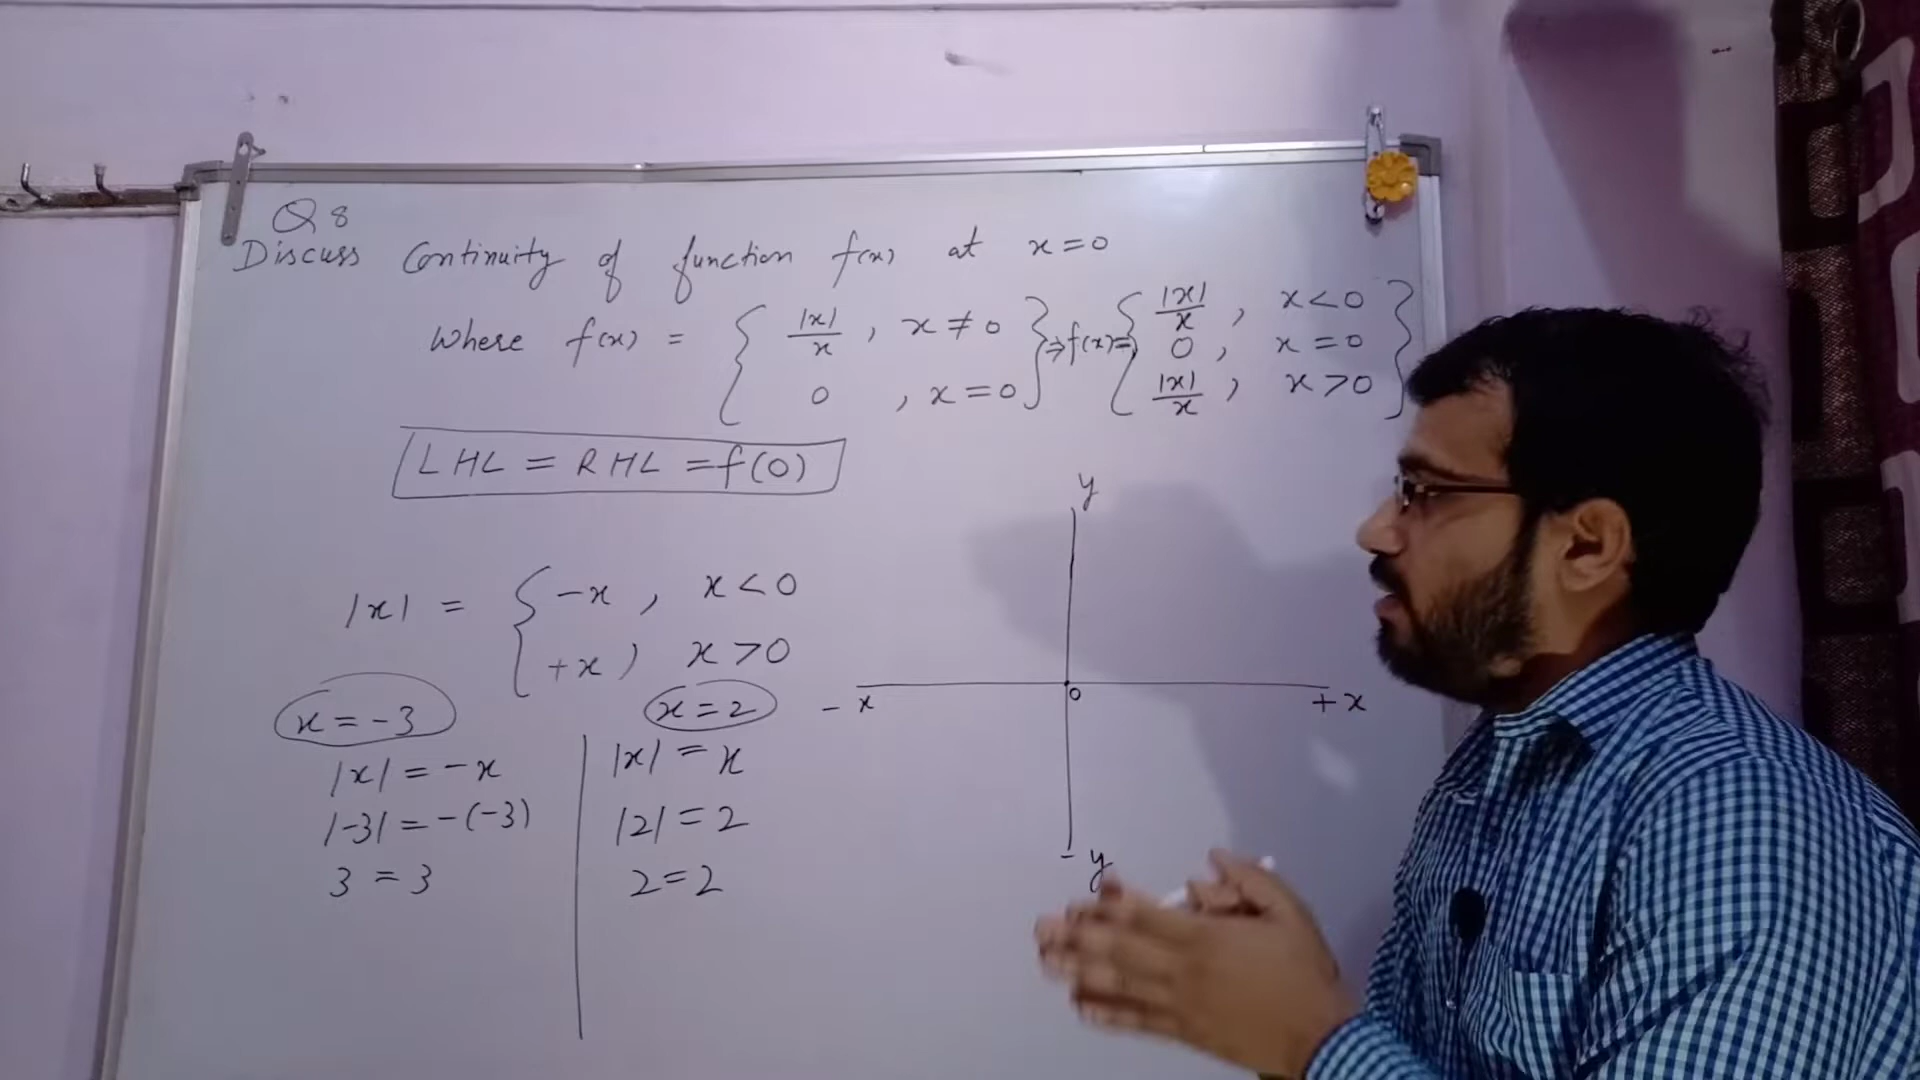 Q 8
Discuss Continuity of function f(x) at x=0
Where f(x) = { |x|/x , x ≠ 0
0 , x=0 } ⇒ f(x)= { |x|/x , x<0
0 , x=0
|x|/x , x>0 }
LHL = RHL = f(0)
|x| = { -x , x<0
+x , x>0
x=-3
|x| = -x
|-3| = -(-3)
3 = 3
x=2
|x| = x
|2| = 2
2=2
y
-x
0
+x
-y